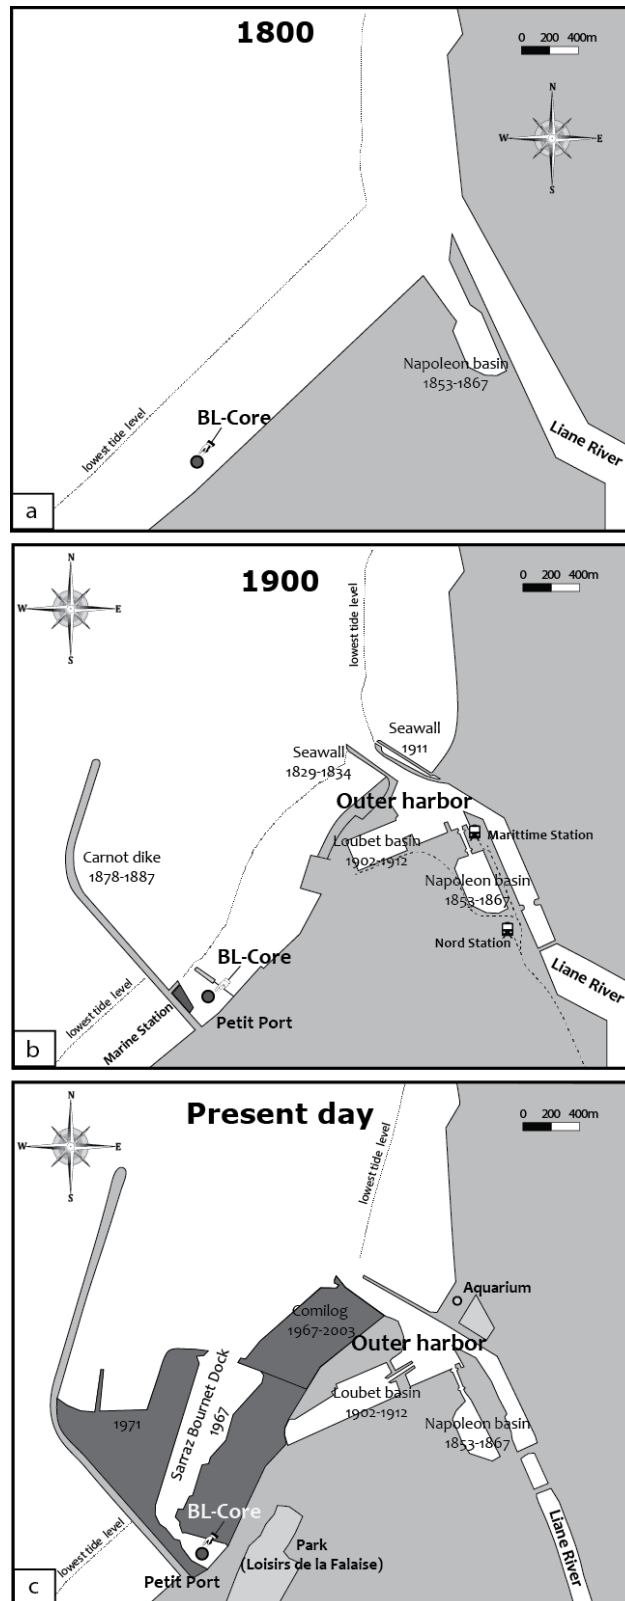 1800
0 200 400m
N
W E
S
Napoleon basin
1853-1867
BL-Core
lowest tide level
Liane River
a
1900
0 200 400m
N
W E
S
lowest tide level
Seawall
1911
Seawall
1829-1834
Outer harbor
Loubet basin
1902-1912
Marittime Station
Carnot dike
1878-1887
Napoleon basin
1853-1867
Nord Station
BL-Core
lowest tide level
Marine Station
Petit Port
Liane River
b
Present day
0 200 400m
N
W E
S
lowest tide level
Aquarium
Comilog
1967-2003
Outer harbor
Loubet basin
1902-1912
Sarraz Bournet Dock
1967
1971
Napoleon basin
1853-1867
BL-Core
lowest tide level
Park
(Loisirs de la Falaise)
Petit Port
Liane River
c